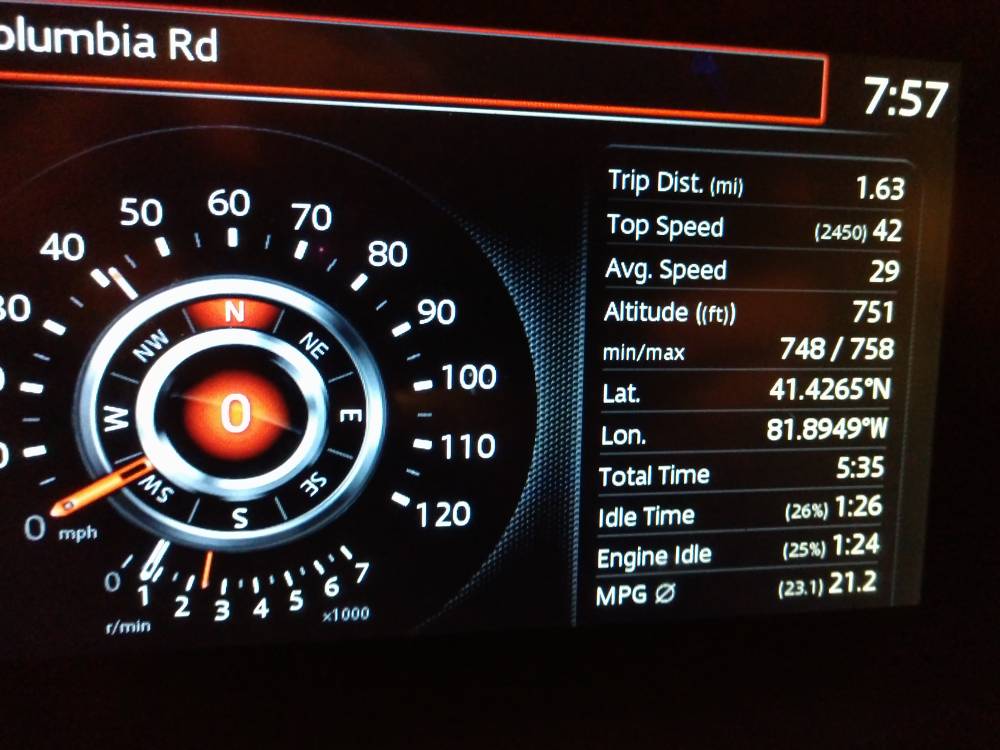 olumbia Rd
7:57
40 50 60 70 80 90 100 110 120
N NE E SE S SW W NW
0
0 mph
0 1 2 3 4 5 6 7
r/min x1000
Trip Dist. (mi) 1.63
Top Speed (2450) 42
Avg. Speed 29
Altitude ((ft)) 751
min/max 748 / 758
Lat. 41.4265°N
Lon. 81.8949°W
Total Time 5:35
Idle Time (26%) 1:26
Engine Idle (25%) 1:24
MPG Ø (23.1) 21.2